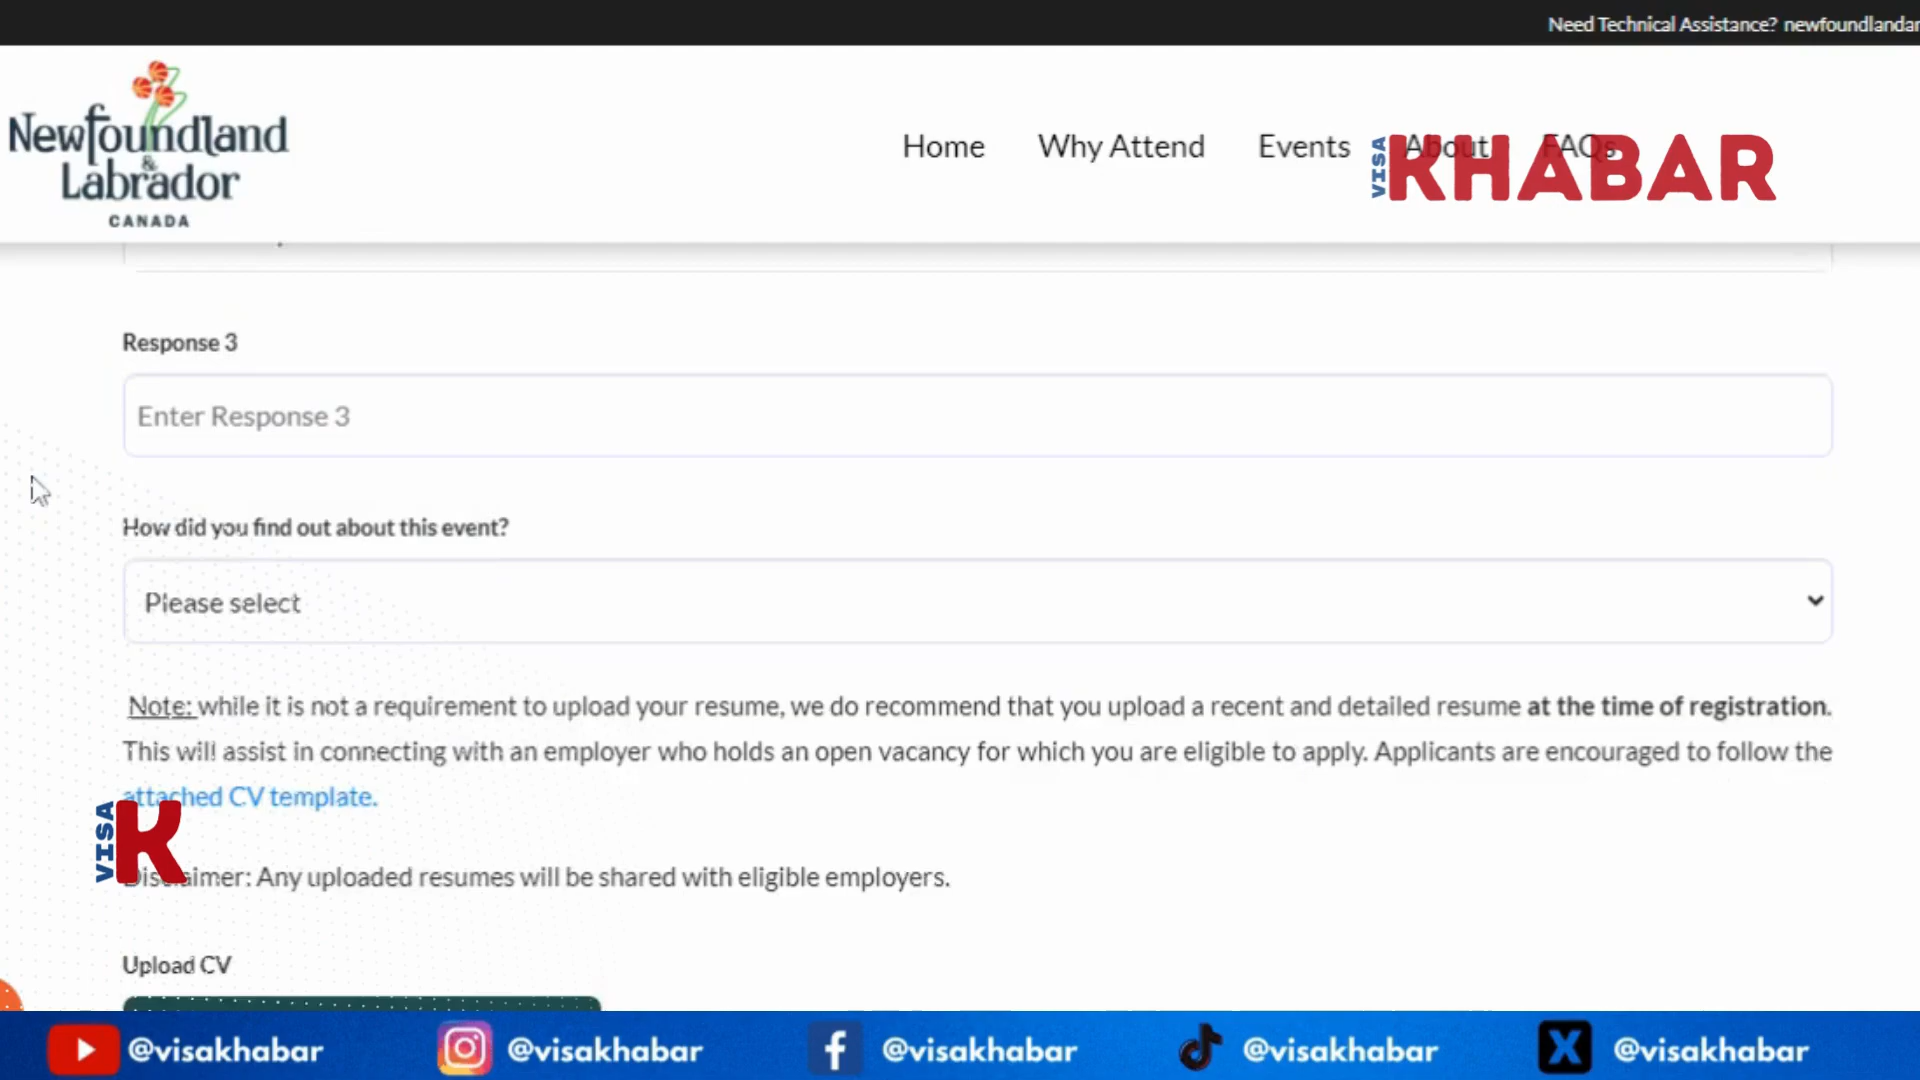 Need Technical Assistance? newfoundlandar
Newfoundland
&
Labrador
CANADA
Home Why Attend Events About FAQs
VISA KHABAR
Response 3
Enter Response 3
How did you find out about this event?
Please select
Note: while it is not a requirement to upload your resume, we do recommend that you upload a recent and detailed resume at the time of registration.
This will assist in connecting with an employer who holds an open vacancy for which you are eligible to apply. Applicants are encouraged to follow the
attached CV template.
VISA K
Disclaimer: Any uploaded resumes will be shared with eligible employers.
Upload CV
@visakhabar @visakhabar @visakhabar @visakhabar X @visakhabar